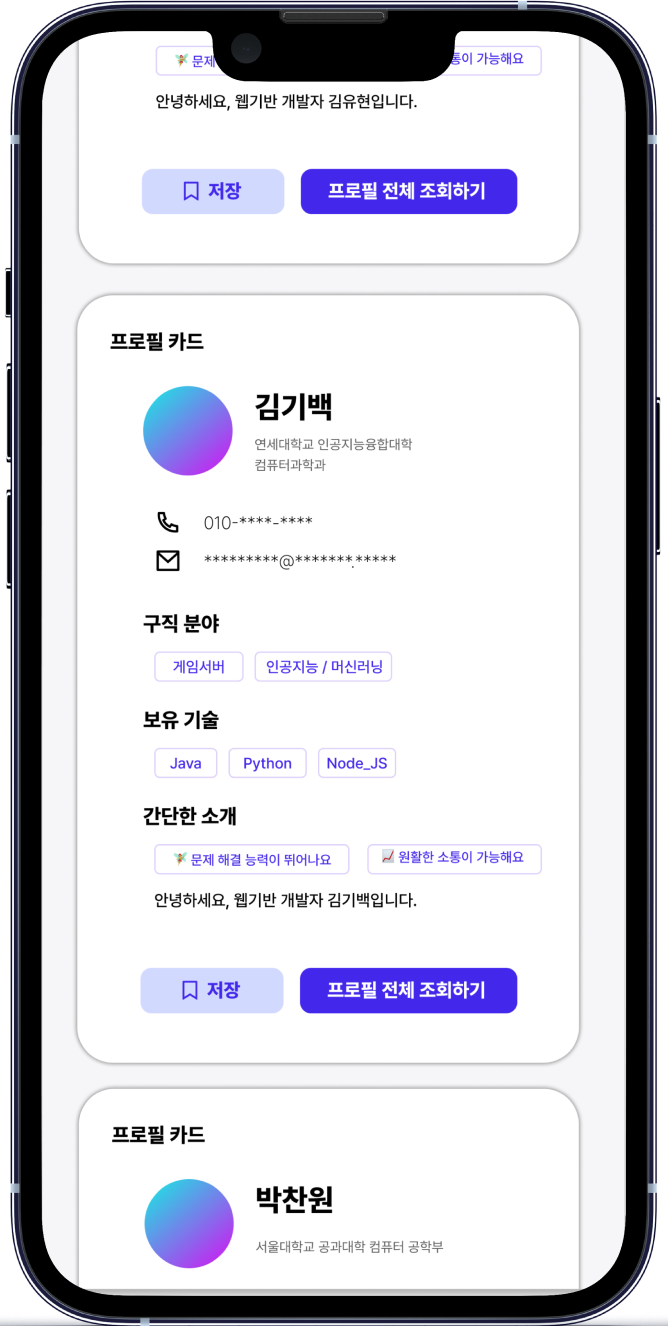 문제
통이 가능해요
안녕하세요, 웹기반 개발자 김유현입니다.
저장
프로필 전체 조회하기
프로필 카드
김기백
연세대학교 인공지능융합대학
컴퓨터과학과
010-****-****
*********@*******.*****
구직 분야
게임서버
인공지능 / 머신러닝
보유 기술
Java
Python
Node_JS
간단한 소개
문제 해결 능력이 뛰어나요
원활한 소통이 가능해요
안녕하세요, 웹기반 개발자 김기백입니다.
저장
프로필 전체 조회하기
프로필 카드
박찬원
서울대학교 공과대학 컴퓨터 공학부